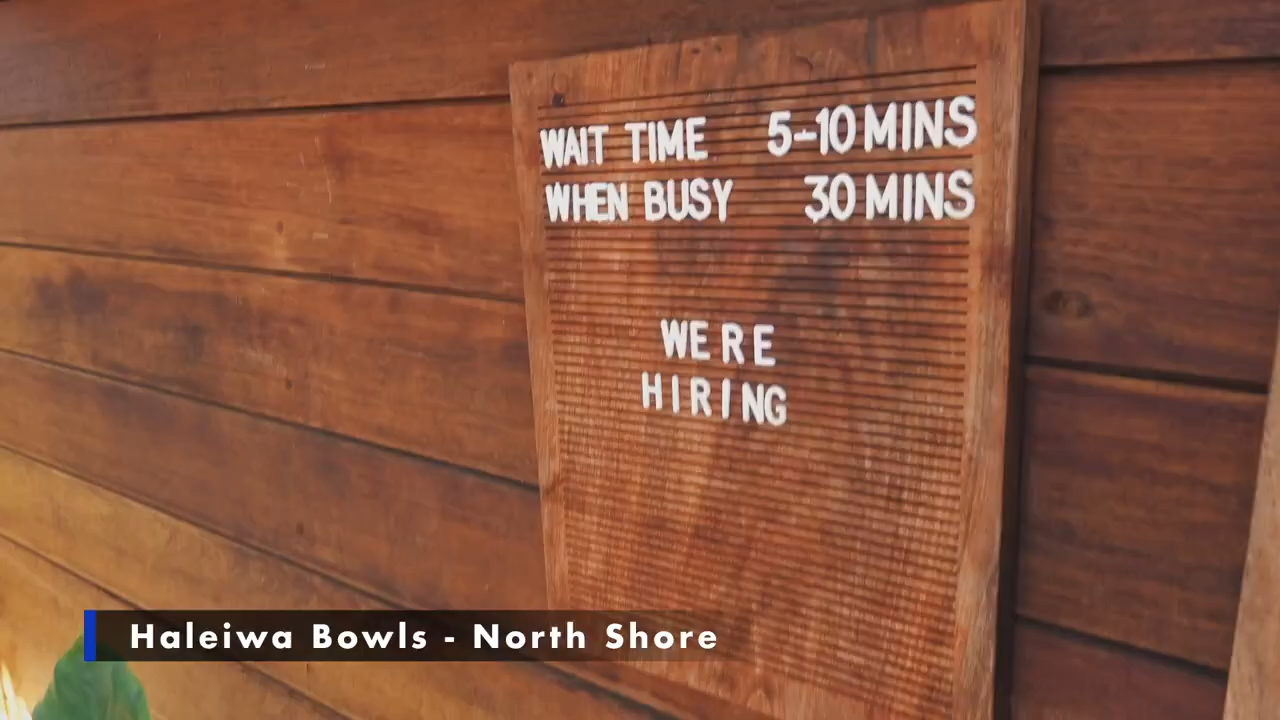 WAIT TIME 5-10 MINS
WHEN BUSY 30 MINS
WE RE
HIRING
Haleiwa Bowls - North Shore